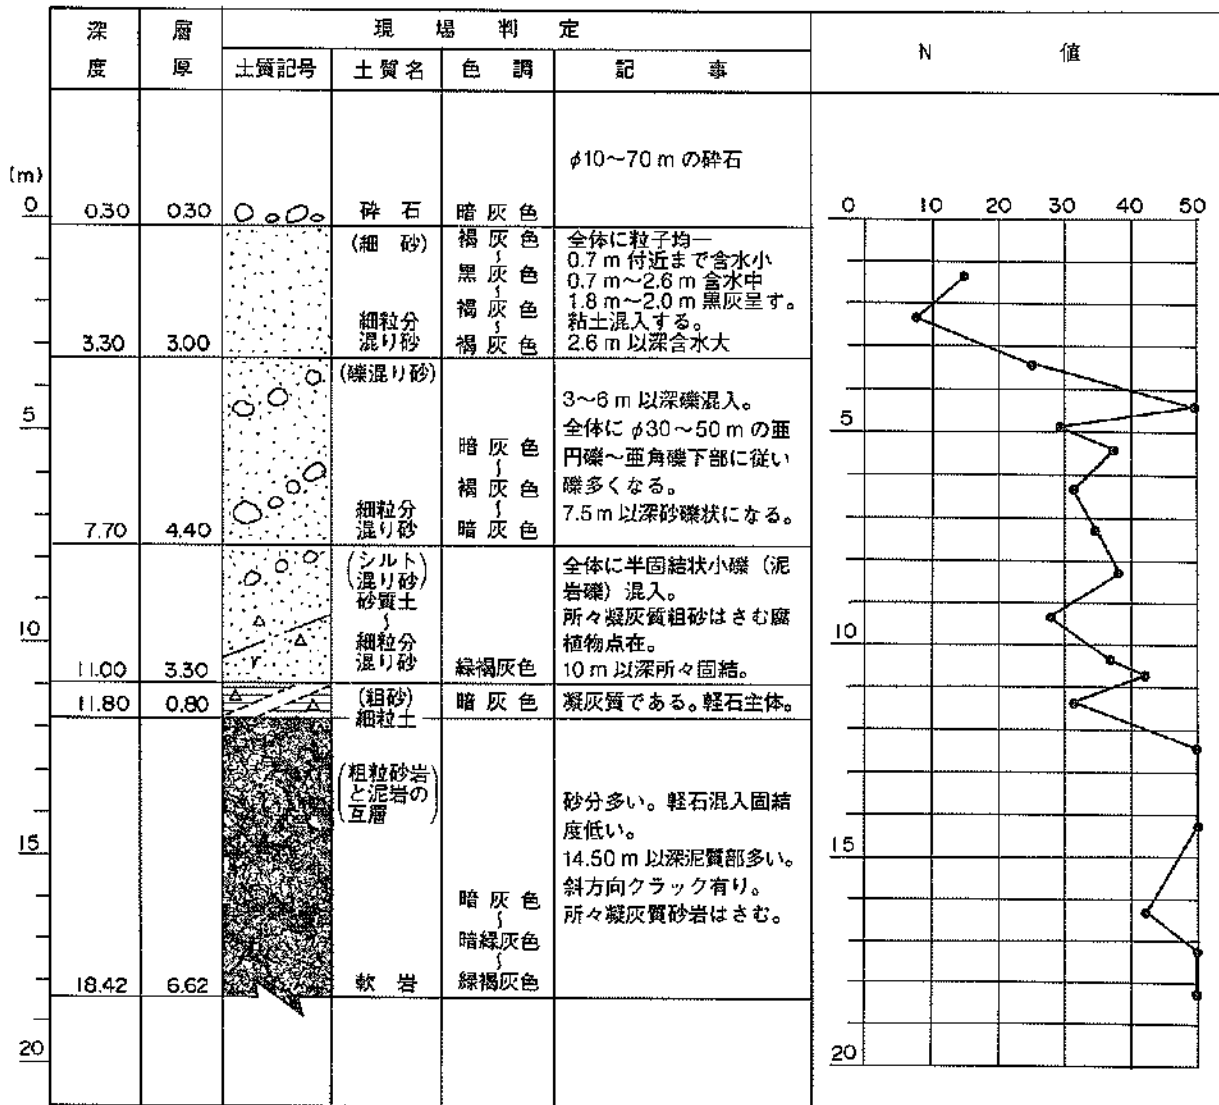 深度
層厚
現場判定
土質記号
土質名
色調
記事
N 値
(m)
0
5
10
15
20
0.30 0.30 砕石 暗灰色
φ10〜70 m の砕石
3.30 3.00
(細砂)
細粒分
混り砂
褐灰色
〜
黒灰色
〜
褐灰色
〜
褐灰色
全体に粒子均一
0.7 m 付近まで含水小
0.7 m〜2.6 m 含水中
1.8 m〜2.0 m 黒灰呈す。
粘土混入する。
2.6 m 以深含水大
7.70 4.40
(礫混り砂)
細粒分
混り砂
暗灰色
〜
褐灰色
〜
暗灰色
3〜6 m 以深礫混入。
全体に φ30〜50 m の亜
円礫〜亜角礫下部に従い
礫多くなる。
7.5 m 以深砂礫状になる。
11.00 3.30
(シルト
混り砂)
砂質土
〜
細粒分
混り砂
緑褐灰色
全体に半固結状小礫（泥
岩礫）混入。
所々凝灰質粗砂はさむ腐
植物点在。
10 m 以深所々固結。
11.80 0.80
(粗砂)
細粒土
暗灰色
凝灰質である。軽石主体。
18.42 6.62
(粗粒砂岩
と泥岩の
互層)
軟岩
暗灰色
〜
暗緑灰色
〜
緑褐灰色
砂分多い。軽石混入固結
度低い。
14.50 m 以深泥質部多い。
斜方向クラック有り。
所々凝灰質砂岩はさむ。
0 10 20 30 40 50
5
10
15
20